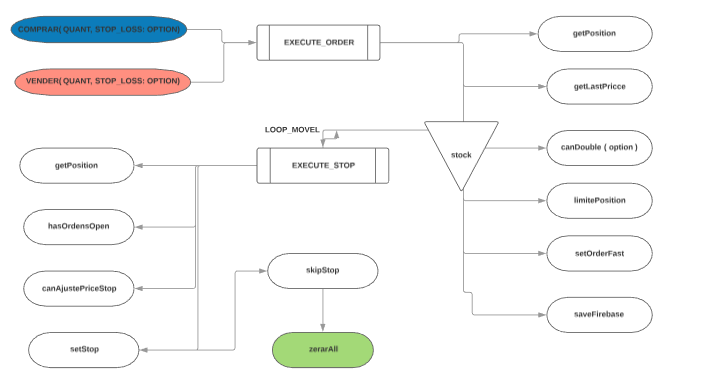 COMPRAR( QUANT, STOP_LOSS: OPTION)
EXECUTE_ORDER
getPosition
VENDER( QUANT, STOP_LOSS: OPTION)
getLastPricce
LOOP_MOVEL
stock
canDouble ( option )
getPosition
EXECUTE_STOP
limitePosition
hasOrdensOpen
setOrderFast
skipStop
canAjustePriceStop
saveFirebase
setStop
zerarAll